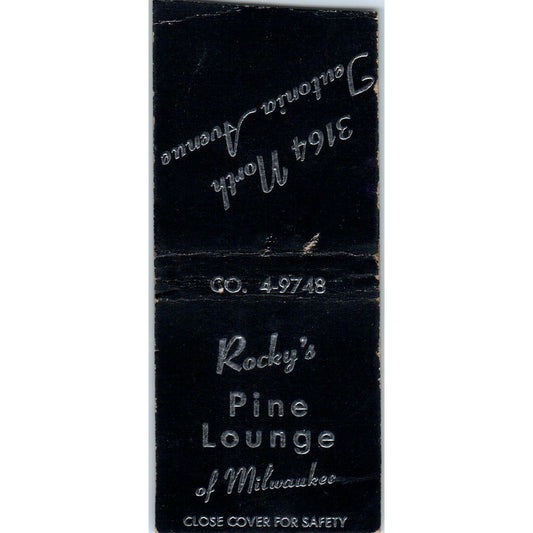 3164 North
Teutonia Avenue
CO. 4-9748
Rocky's
Pine
Lounge
of Milwaukee
CLOSE COVER FOR SAFETY